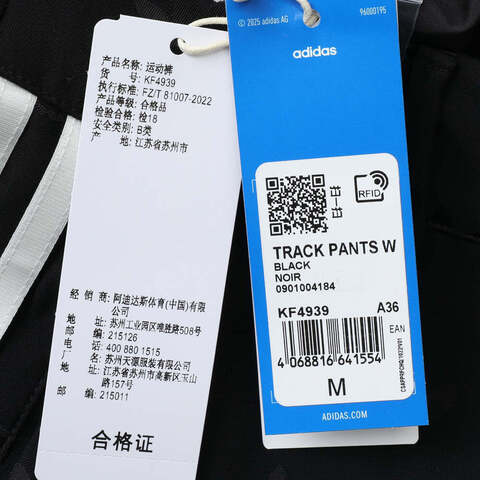 产品名称: 运动裤
货 号: KF4939
执行标准: FZ/T 81007-2022
产品等级: 合格品
检验合格: 检18
安全类别: B类
产 地: 江苏省苏州市
经 销 商: 阿迪达斯体育(中国)有限
公司
地 址: 苏州工业园区唯胜路508号
邮 编: 215126
电 话: 400 880 1515
厂 商: 苏州天源服装有限公司
地 址: 江苏省苏州市高新区玉山
路157号
邮 编: 215011
合格证
© 2025 adidas AG
96000195
adidas
RFID
TRACK PANTS W
BLACK
NOIR
0901004184
KF4939 A36
EAN
4 068816 641554
M
ADIDAS.COM